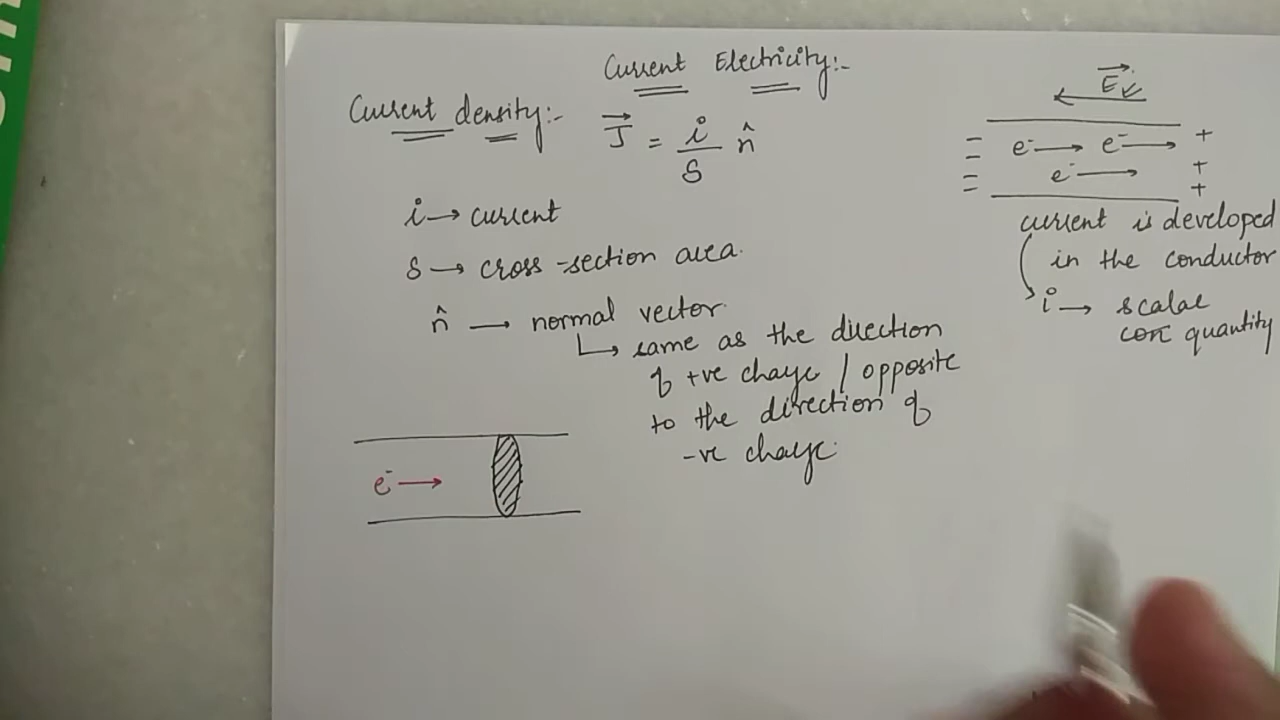 Current Electricity:-
Current density:- J⃗ = i/S n̂
i → current
S → cross-section area.
n̂ → normal vector.
↳ same as the direction
of +ve charge / opposite
to the direction of
-ve charge.
e⁻ →
E⃗
- e⁻ → e⁻ → +
- e⁻ → +
- +
current is developed
in the conductor
i → scalar
quantity